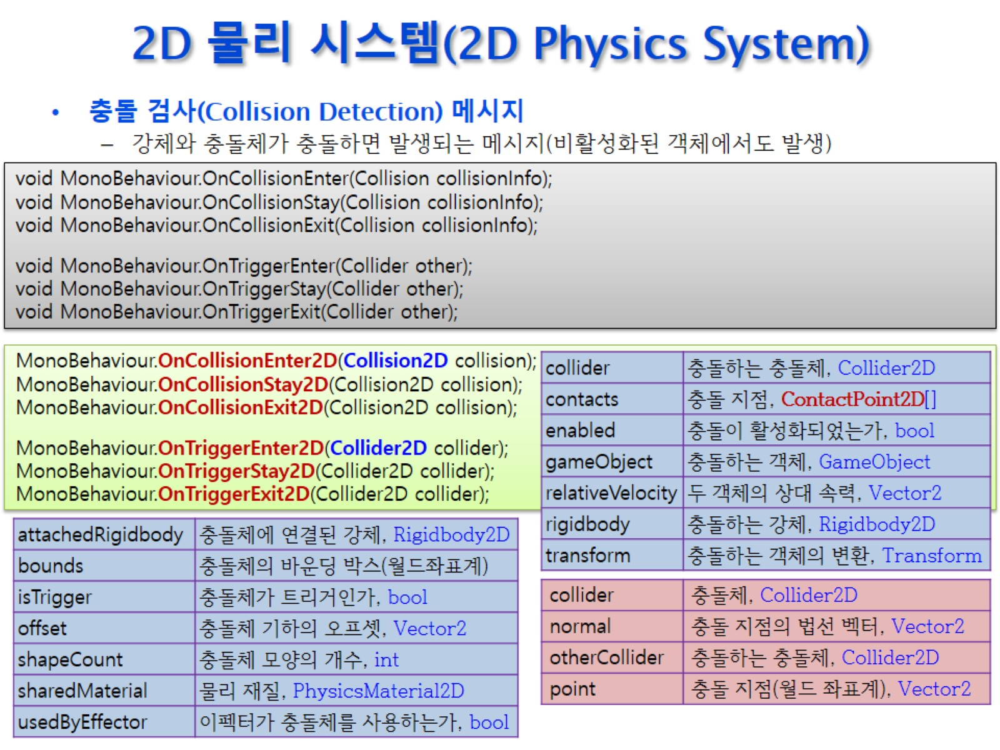 2D 물리 시스템(2D Physics System)
• 충돌 검사(Collision Detection) 메시지
– 강체와 충돌체가 충돌하면 발생되는 메시지(비활성화된 객체에서도 발생)
void MonoBehaviour.OnCollisionEnter(Collision collisionInfo);
void MonoBehaviour.OnCollisionStay(Collision collisionInfo);
void MonoBehaviour.OnCollisionExit(Collision collisionInfo);
void MonoBehaviour.OnTriggerEnter(Collider other);
void MonoBehaviour.OnTriggerStay(Collider other);
void MonoBehaviour.OnTriggerExit(Collider other);
MonoBehaviour.OnCollisionEnter2D(Collision2D collision);
MonoBehaviour.OnCollisionStay2D(Collision2D collision);
MonoBehaviour.OnCollisionExit2D(Collision2D collision);
MonoBehaviour.OnTriggerEnter2D(Collider2D collider);
MonoBehaviour.OnTriggerStay2D(Collider2D collider);
MonoBehaviour.OnTriggerExit2D(Collider2D collider);
collider 충돌하는 충돌체, Collider2D
contacts 충돌 지점, ContactPoint2D[]
enabled 충돌이 활성화되었는가, bool
gameObject 충돌하는 객체, GameObject
relativeVelocity 두 객체의 상대 속력, Vector2
rigidbody 충돌하는 강체, Rigidbody2D
transform 충돌하는 객체의 변환, Transform
attachedRigidbody 충돌체에 연결된 강체, Rigidbody2D
bounds 충돌체의 바운딩 박스(월드좌표계)
isTrigger 충돌체가 트리거인가, bool
offset 충돌체 기하의 오프셋, Vector2
shapeCount 충돌체 모양의 개수, int
sharedMaterial 물리 재질, PhysicsMaterial2D
usedByEffector 이펙터가 충돌체를 사용하는가, bool
collider 충돌체, Collider2D
normal 충돌 지점의 법선 벡터, Vector2
otherCollider 충돌하는 충돌체, Collider2D
point 충돌 지점(월드 좌표계), Vector2